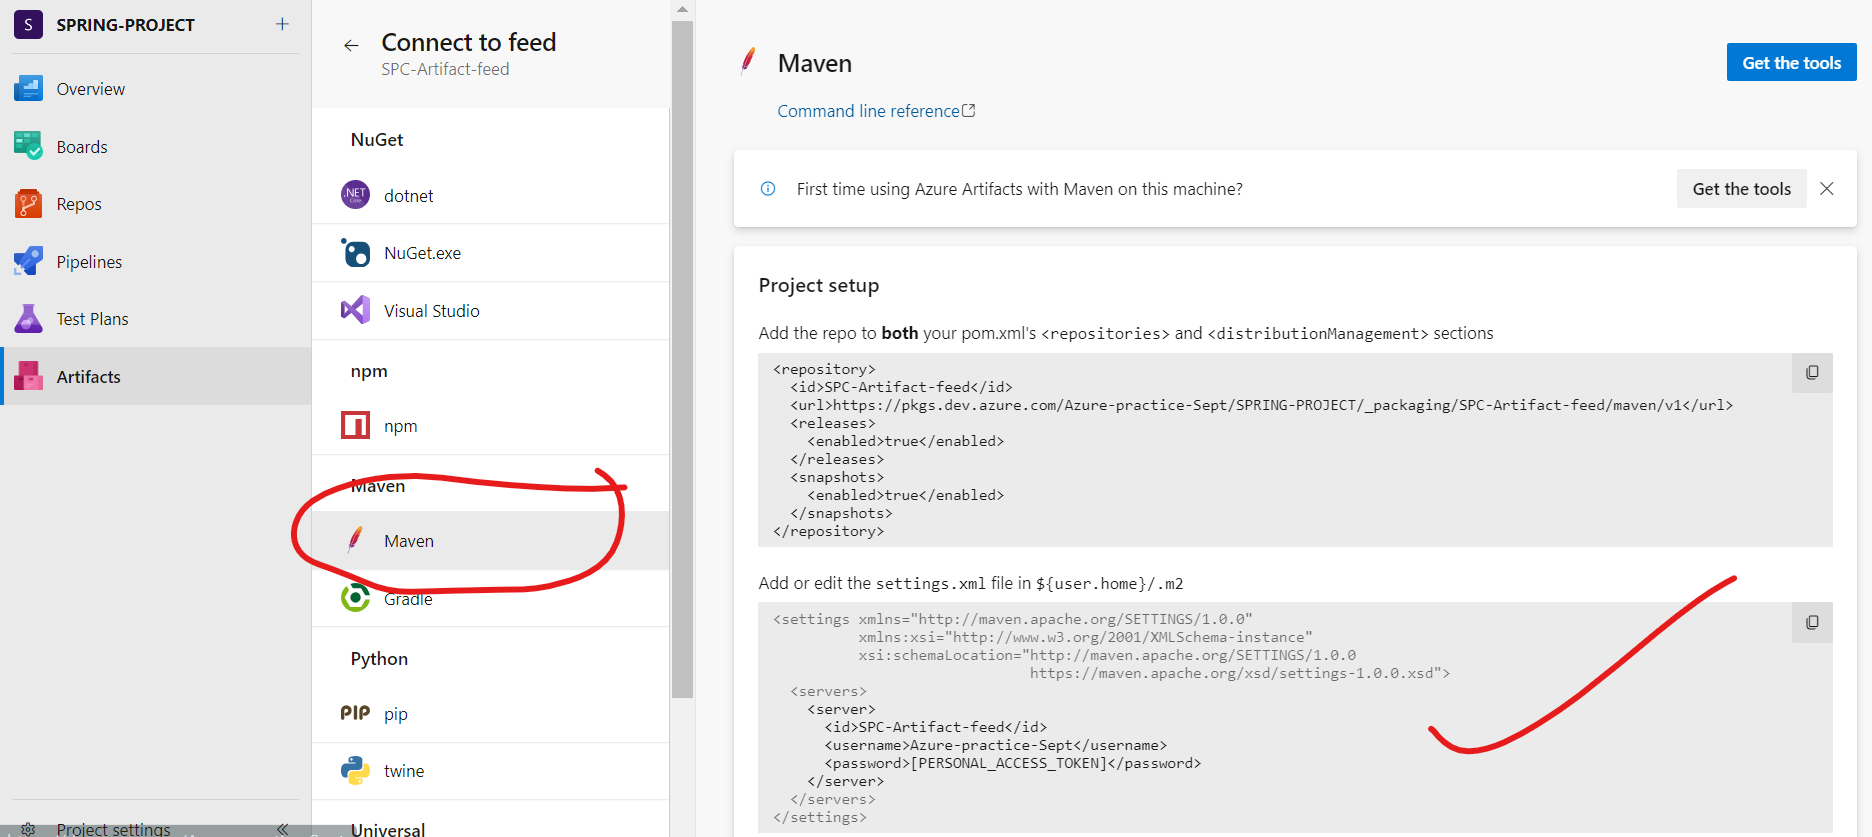 S SPRING-PROJECT +
Overview
Boards
Repos
Pipelines
Test Plans
Artifacts
Project settings
Connect to feed
SPC-Artifact-feed
NuGet
.NET Core dotnet
NuGet.exe
Visual Studio
npm
npm
Maven
Maven
Gradle
Python
PIP pip
twine
Universal
Maven
Get the tools
Command line reference
First time using Azure Artifacts with Maven on this machine?
Get the tools
Project setup
Add the repo to both your pom.xml's <repositories> and <distributionManagement> sections
<repository>
  <id>SPC-Artifact-feed</id>
  <url>https://pkgs.dev.azure.com/Azure-practice-Sept/SPRING-PROJECT/_packaging/SPC-Artifact-feed/maven/v1</url>
  <releases>
    <enabled>true</enabled>
  </releases>
  <snapshots>
    <enabled>true</enabled>
  </snapshots>
</repository>
Add or edit the settings.xml file in ${user.home}/.m2
<settings xmlns="http://maven.apache.org/SETTINGS/1.0.0"
          xmlns:xsi="http://www.w3.org/2001/XMLSchema-instance"
          xsi:schemaLocation="http://maven.apache.org/SETTINGS/1.0.0
                              https://maven.apache.org/xsd/settings-1.0.0.xsd">
  <servers>
    <server>
      <id>SPC-Artifact-feed</id>
      <username>Azure-practice-Sept</username>
      <password>[PERSONAL_ACCESS_TOKEN]</password>
    </server>
  </servers>
</settings>